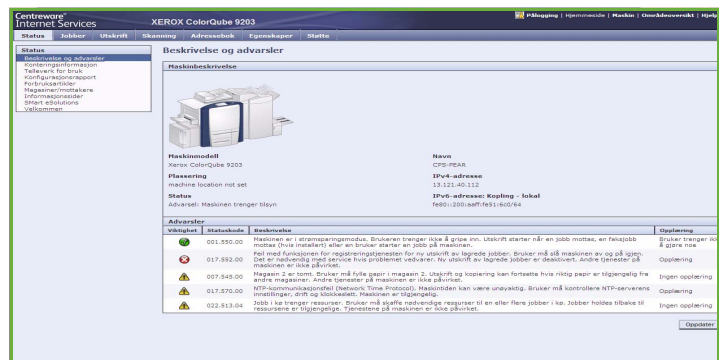 Centreware®
Internet Services
XEROX ColorQube 9203
Pålogging | Hjemmeside | Maskin | Områdeoversikt | Hjelp
Status Jobber Utskrift Skanning Adressebok Egenskaper Støtte
Status
Beskrivelse og advarsler
Konteringsinformasjon
Telleverk for bruk
Konfigurasjonsrapport
Forbruksartikler
Magasiner/mottakere
Informasjonssider
SMart eSolutions
Velkommen
Beskrivelse og advarsler
Maskinbeskrivelse
Maskinmodell
Xerox ColorQube 9203
Navn
CPS-PEAR
Plassering
machine location not set
IPv4-adresse
13.121.40.112
Status
Advarsel: Maskinen trenger tilsyn
IPv6-adresse: Kopling - lokal
fe80::200:aaff:fe51:6c0/64
Advarsler
Viktighet Statuskode Beskrivelse Opplæring
001.550.00 Maskinen er i strømsparingsmodus. Brukeren trenger ikke å gripe inn. Utskrift starter når en jobb mottas, en faksjobb Bruker trenger ikk
mottas (hvis installert) eller en bruker starter en jobb på maskinen. å gjøre noe
017.552.00 Feil med funksjonen for registreringstjenesten for ny utskrift av lagrede jobber. Bruker må slå maskinen av og på igjen.
Det er nødvendig med service hvis problemet vedvarer. Ny utskrift av lagrede jobber er deaktivert. Andre tjenester på Opplæring
maskinen er ikke påvirket.
007.545.00 Magasin 2 er tomt. Bruker må fylle papir i magasin 2. Utskrift og kopiering kan fortsette hvis riktig papir er tilgjengelig fra Ingen opplæring
andre magasiner. Andre tjenester på maskinen er ikke påvirket.
017.570.00 NTP-kommunikasjonsfeil (Network Time Protocol). Maskintiden kan være unøyaktig. Bruker må kontrollere NTP-serverens Opplæring
innstillinger, drift og klokkeslett. Maskinen er tilgjengelig.
022.513.04 Jobb i kø trenger ressurser. Bruker må skaffe nødvendige ressurser til en eller flere jobber i kø. Jobber holdes tilbake til Ingen opplæring
ressursene er tilgjengelige. Tjenestene på maskinen er ikke påvirket.
Oppdater